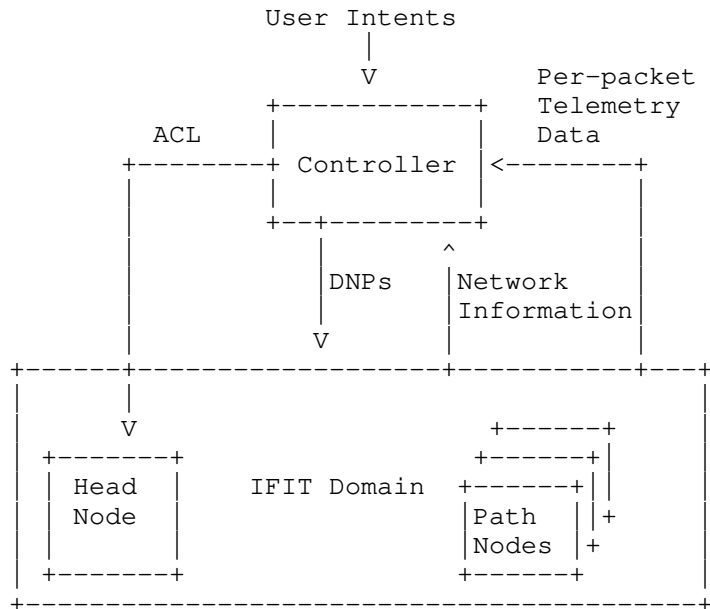 User Intents
Per-packet
Telemetry
ACL Data
Controller
DNPs Network
Information
Head IFIT Domain
Node Path
Nodes